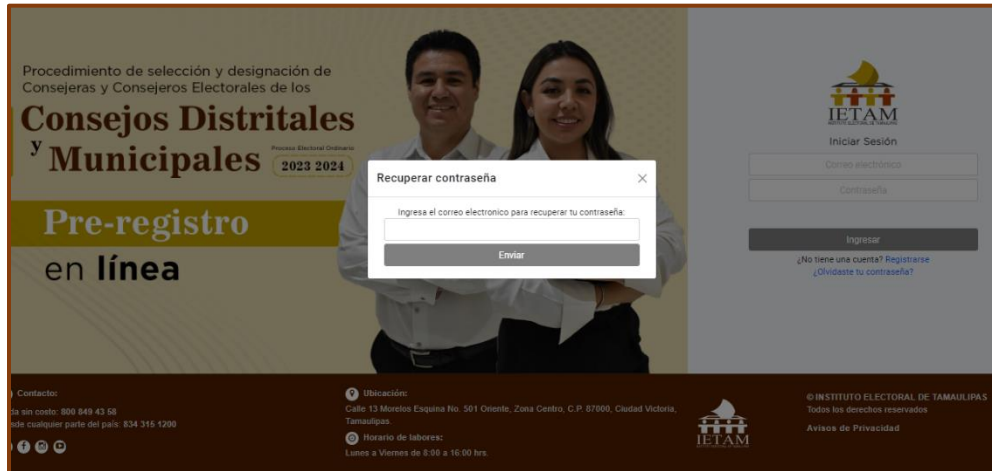 Procedimiento de selección y designación de
Consejeras y Consejeros Electorales de los
Consejos Distritales
y Municipales
Proceso Electoral Ordinario
2023 2024
Pre-registro
en línea
Recuperar contraseña
Ingresa el correo electronico para recuperar tu contraseña:
Enviar
IETAM
INSTITUTO ELECTORAL DE TAMAULIPAS
Iniciar Sesión
Correo electrónico
Contraseña
Ingresar
¿No tiene una cuenta? Registrarse
¿Olvidaste tu contraseña?
Contacto:
sin costo: 800 849 43 58
cualquier parte del país: 834 315 1200
Ubicación:
Calle 13 Morelos Esquina No. 501 Oriente, Zona Centro, C.P. 87000, Ciudad Victoria,
Tamaulipas.
Horario de labores:
Lunes a Viernes de 8:00 a 16:00 hrs.
IETAM
© INSTITUTO ELECTORAL DE TAMAULIPAS
Todos los derechos reservados
Avisos de Privacidad